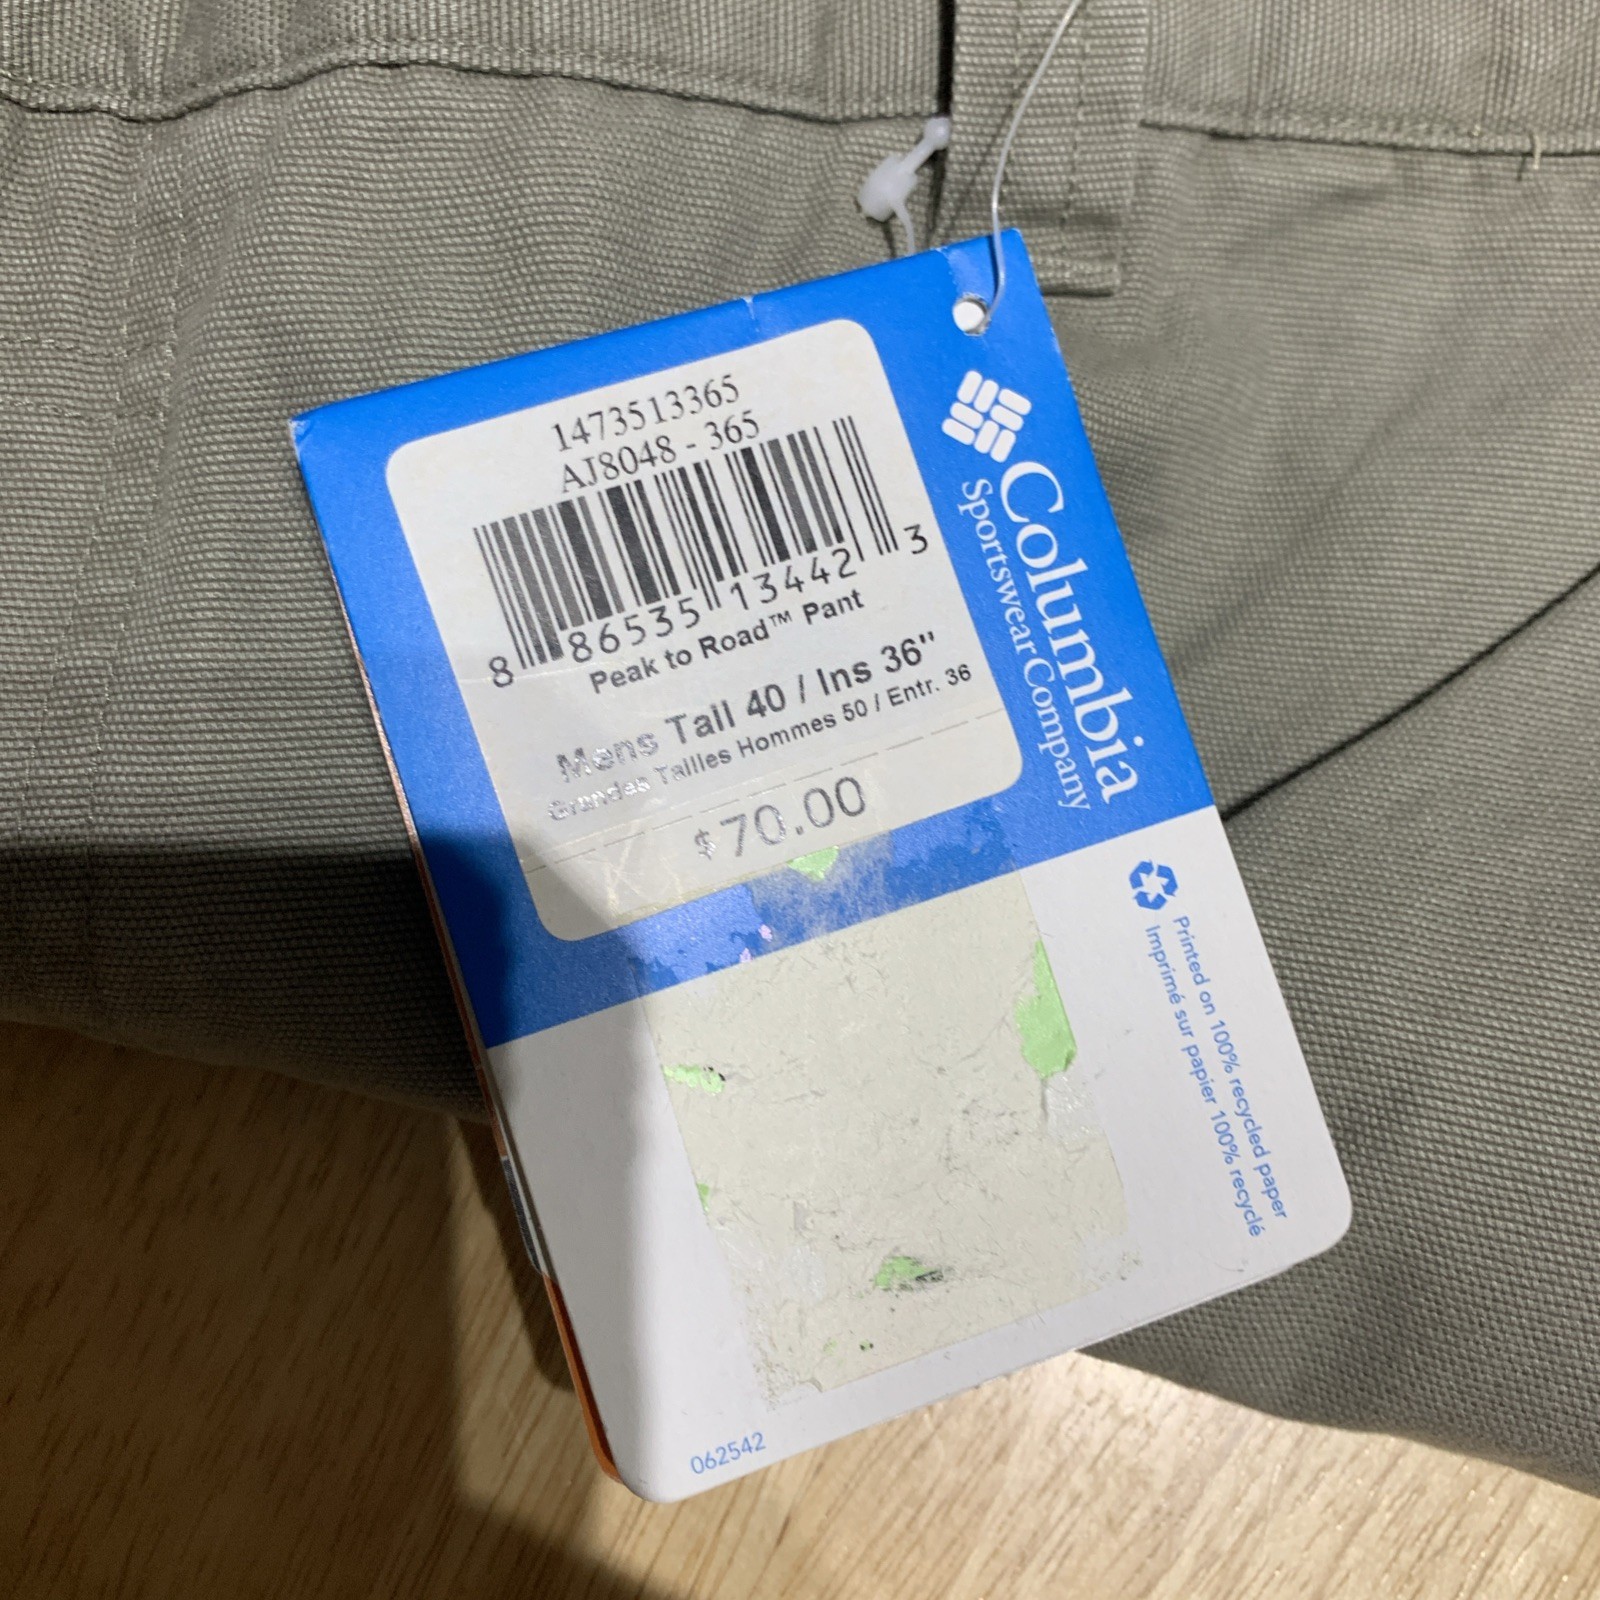 1473513365
AJ8048 - 365
8 86535 13442 3
Peak to Road™ Pant
Mens Tall 40 / Ins 36"
Grandes Tailles Hommes 50 / Entr. 36
$70.00
Columbia
Sportswear Company
Printed on 100% recycled paper
Imprimé sur papier 100% recyclé
062542